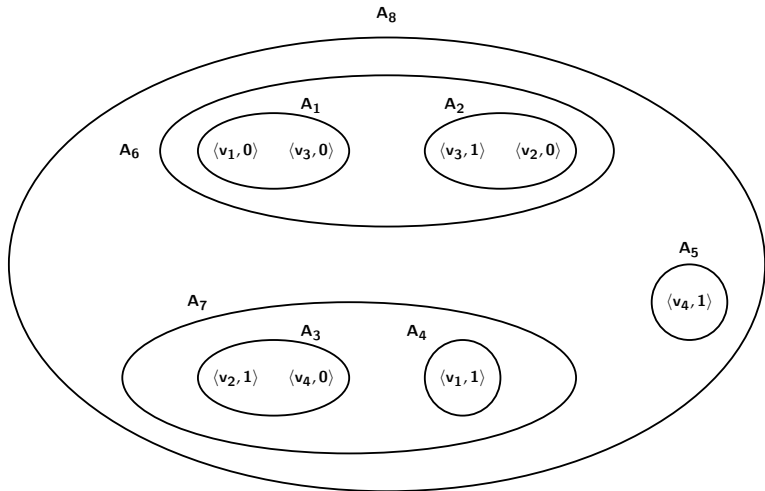 A₈
A₁ A₂
A₆ ⟨v₁,0⟩ ⟨v₃,0⟩ ⟨v₃,1⟩ ⟨v₂,0⟩
A₅
⟨v₄,1⟩
A₇
A₃ A₄
⟨v₂,1⟩ ⟨v₄,0⟩ ⟨v₁,1⟩